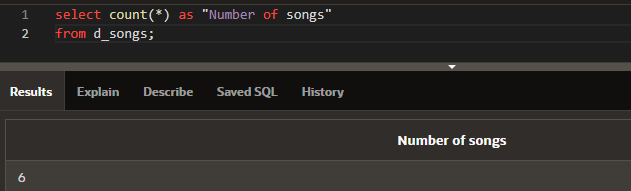 1 select count(*) as "Number of songs"
2 from d_songs;
Results Explain Describe Saved SQL History
Number of songs
6